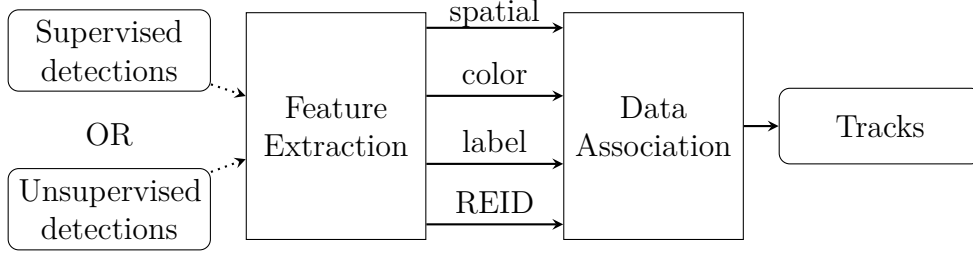 Supervised
detections
OR
Unsupervised
detections
Feature
Extraction
spatial
color
label
REID
Data
Association
Tracks